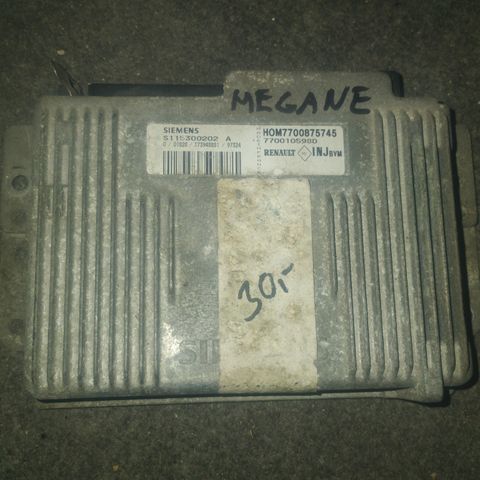 MEGANE
SIEMENS
S115300202 A
HOM7700875745
7700105980
RENAULT INJ BVM
30,-